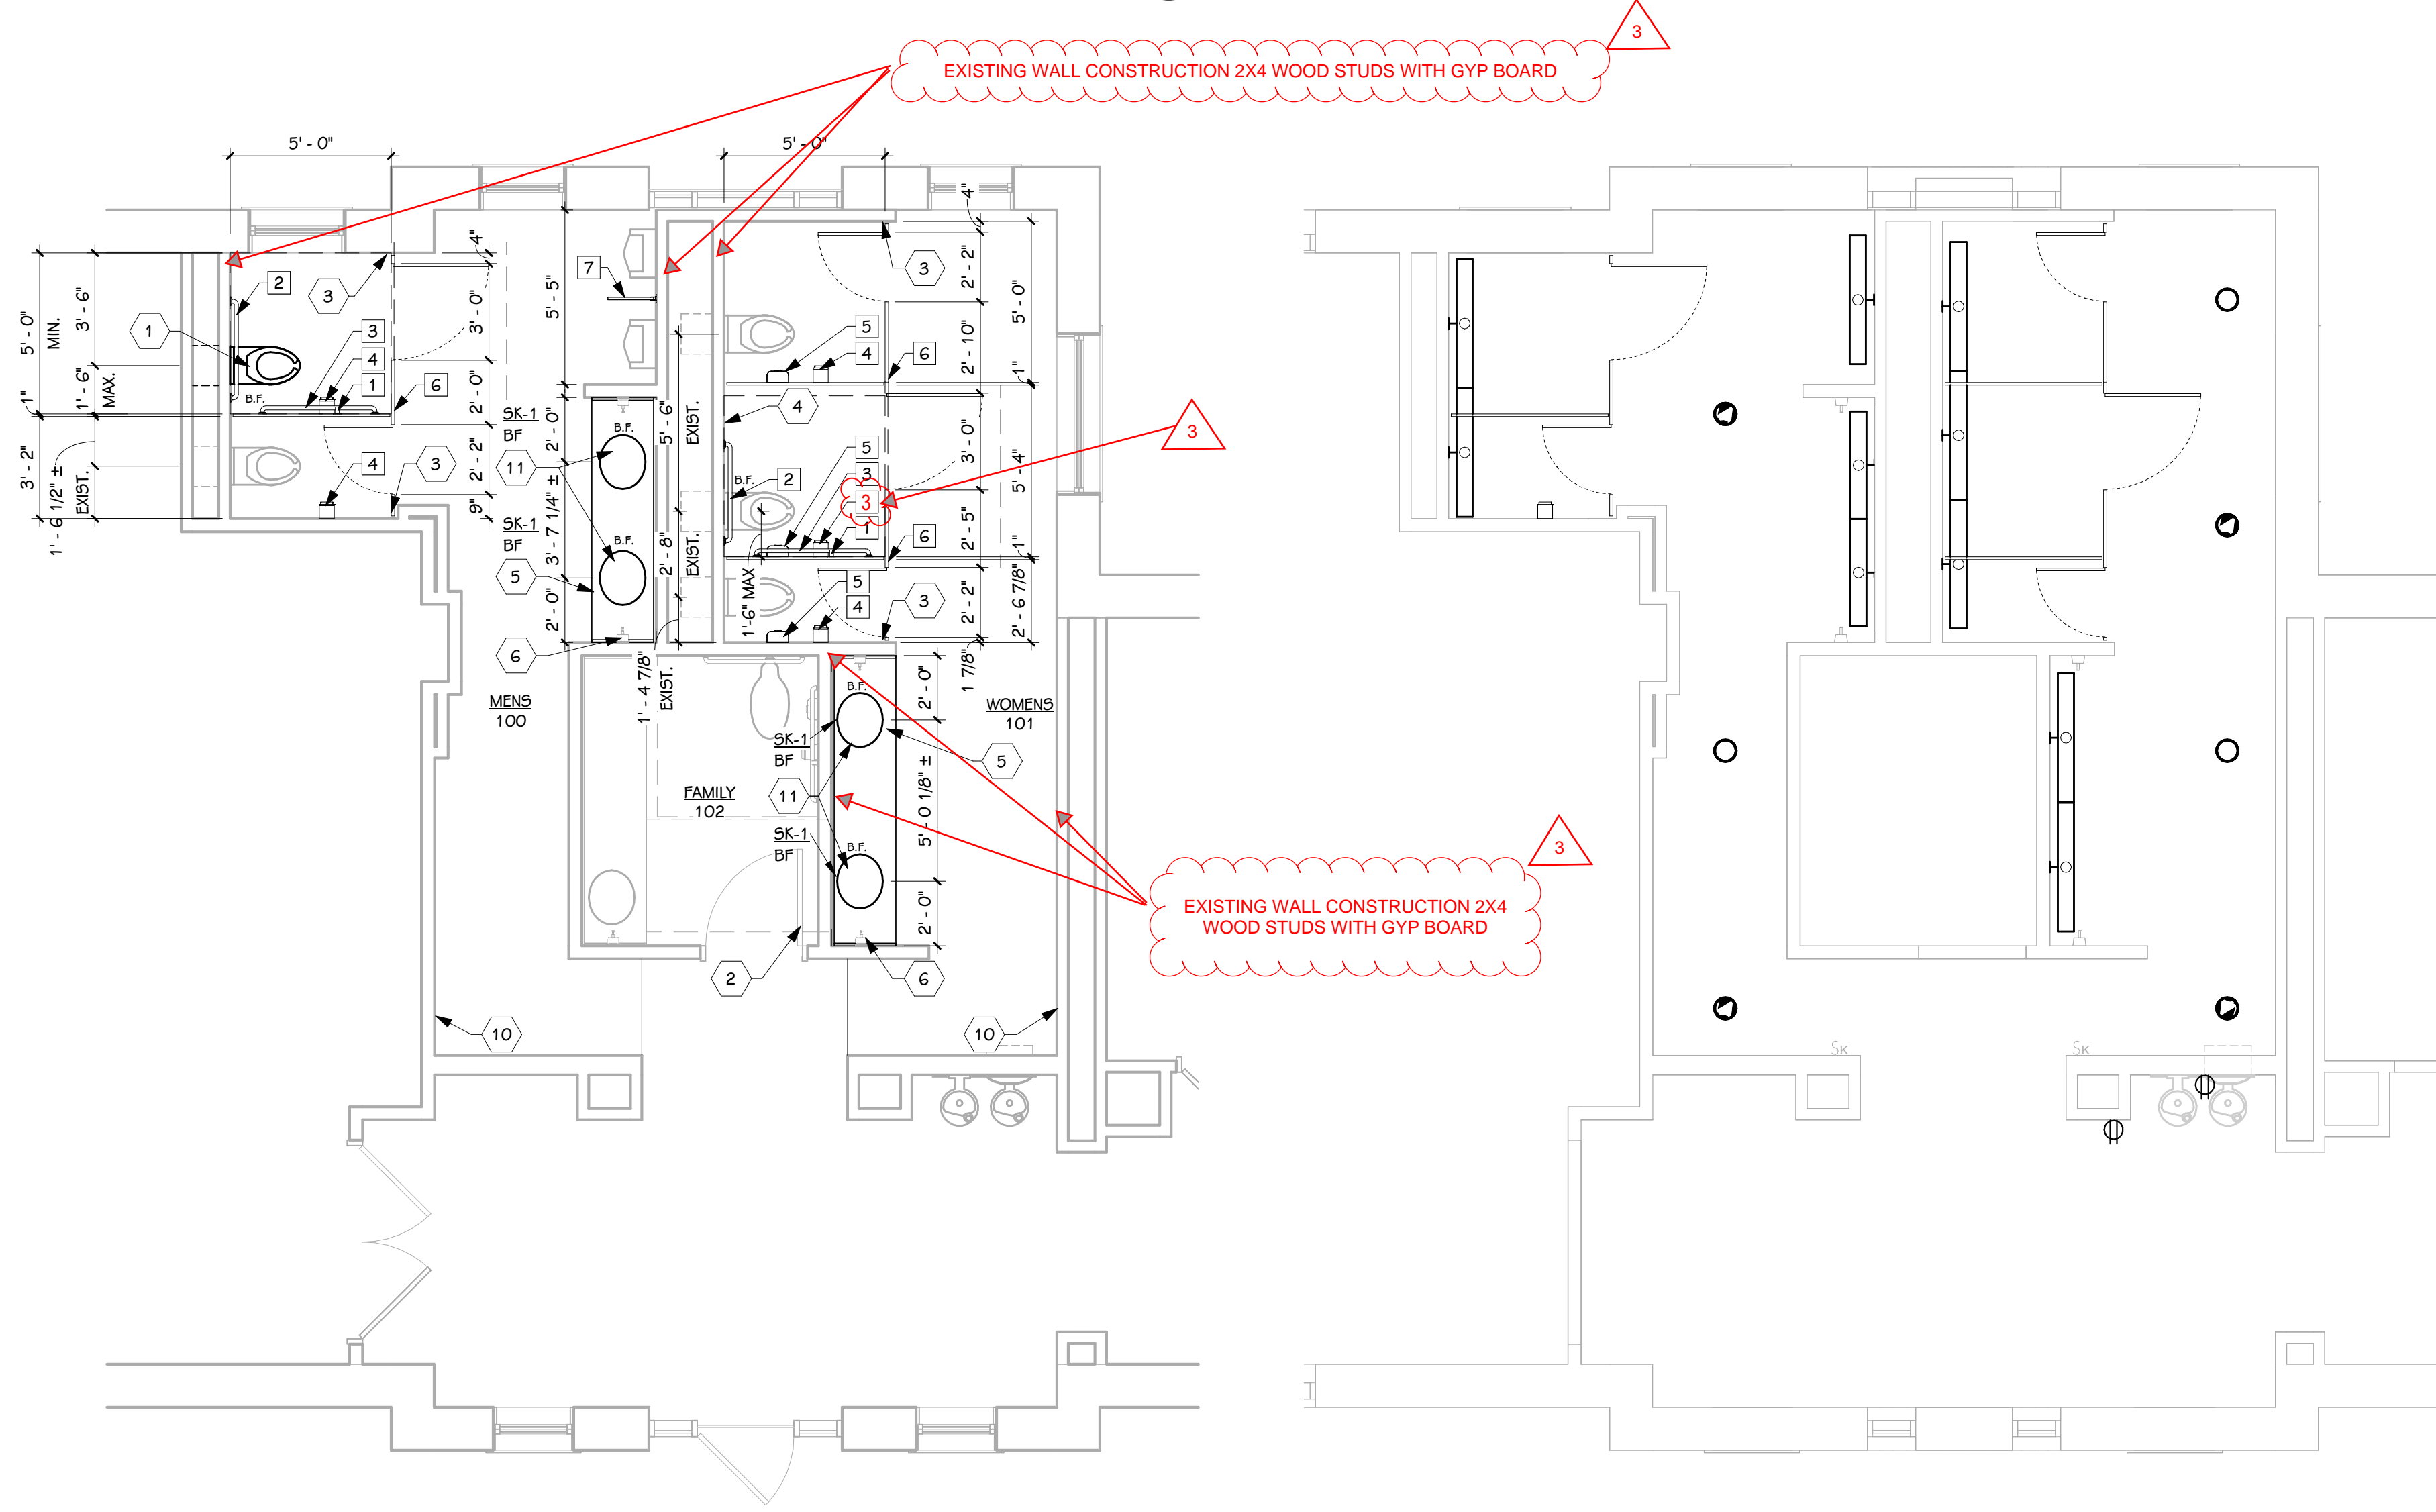 3
EXISTING WALL CONSTRUCTION 2X4 WOOD STUDS WITH GYP BOARD
5' - 0"
5' - 0"
4"
4"
2' - 2"
5' - 0"
2' - 10"
1"
3' - 0"
5' - 4"
2' - 5"
1"
2' - 2"
2' - 6 7/8"
1 7/8"
5' - 0"
MIN.
3' - 6"
1' - 6"
MAX.
1"
3' - 2"
1' - 6 1/2" ±
EXIST.
3' - 0"
2' - 0"
2' - 2"
9"
5' - 5"
2' - 0"
3' - 7 1/4" ±
2' - 0"
5' - 6"
EXIST.
2' - 8"
EXIST.
1'-6" MAX
1' - 4 7/8"
EXIST.
1
2
3
3
4
1
6
B.F.
4
3
7
3
5
4
6
4
5
3
3
3
1
2
B.F.
6
5
4
3
SK-1
BF
B.F.
11
SK-1
BF
B.F.
5
6
MENS
100
WOMENS
101
FAMILY
102
B.F.
SK-1
BF
11
SK-1
BF
B.F.
5
2' - 0"
5' - 0 1/8" ±
2' - 0"
2
6
10
10
3
EXISTING WALL CONSTRUCTION 2X4
WOOD STUDS WITH GYP BOARD
SK
SK